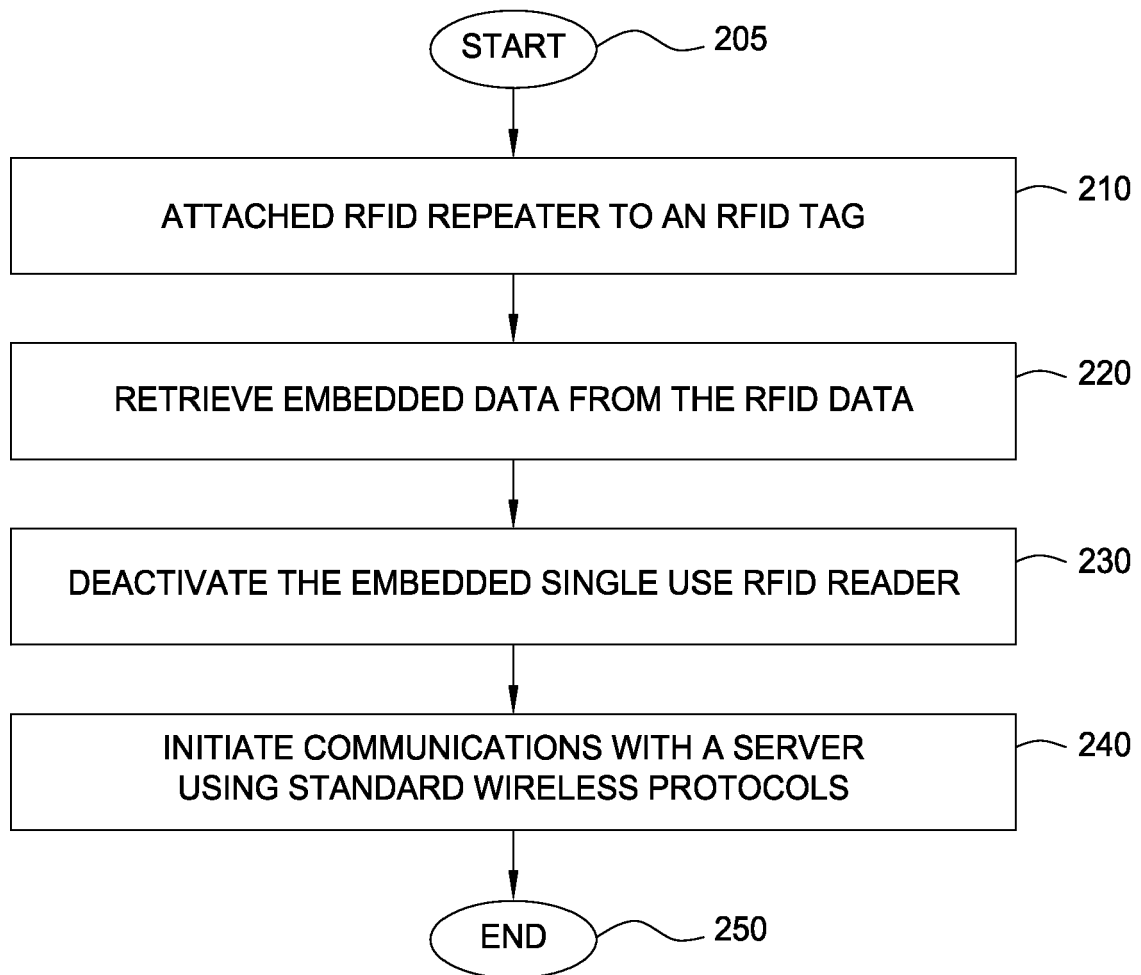 START
205
ATTACHED RFID REPEATER TO AN RFID TAG
210
RETRIEVE EMBEDDED DATA FROM THE RFID DATA
220
DEACTIVATE THE EMBEDDED SINGLE USE RFID READER
230
INITIATE COMMUNICATIONS WITH A SERVER
USING STANDARD WIRELESS PROTOCOLS
240
END
250